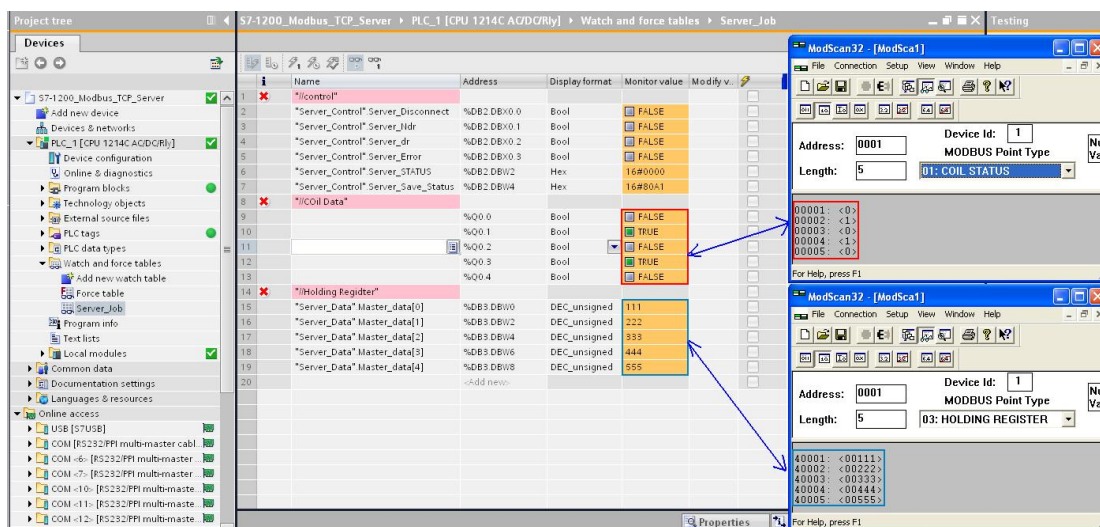 Project tree
S7-1200_Modbus_TCP_Server ▸ PLC_1 [CPU 1214C AC/DC/Rly] ▸ Watch and force tables ▸ Server_Job
Testing
Devices
S7-1200_Modbus_TCP_Server
Add new device
Devices & networks
PLC_1 [CPU 1214C AC/DC/Rly]
Device configuration
Online & diagnostics
Program blocks
Technology objects
External source files
PLC tags
PLC data types
Watch and force tables
Add new watch table
Force table
Server_Job
Program info
Text lists
Local modules
Common data
Documentation settings
Languages & resources
Online access
USB [S7USB]
COM [RS232/PPI multi-master cabl...
COM <6> [RS232/PPI multi-master ...
COM <7> [RS232/PPI multi-master ...
COM <10> [RS232/PPI multi-maste...
COM <11> [RS232/PPI multi-maste...
COM <12> [RS232/PPI multi-maste...
i Name Address Display format Monitor value Modify v...
1 "//control"
2 "Server_Control".Server_Disconnect %DB2.DBX0.0 Bool FALSE
3 "Server_Control".Server_Ndr %DB2.DBX0.1 Bool FALSE
4 "Server_Control".Server_dr %DB2.DBX0.2 Bool FALSE
5 "Server_Control".Server_Error %DB2.DBX0.3 Bool FALSE
6 "Server_Control".Server_STATUS %DB2.DBW2 Hex 16#0000
7 "Server_Control".Server_Save_Status %DB2.DBW4 Hex 16#80A1
8 "//COil Data"
9 %Q0.0 Bool FALSE
10 %Q0.1 Bool TRUE
11 %Q0.2 Bool FALSE
12 %Q0.3 Bool TRUE
13 %Q0.4 Bool FALSE
14 "//Holding Regidter"
15 "Server_Data".Master_data[0] %DB3.DBW0 DEC_unsigned 111
16 "Server_Data".Master_data[1] %DB3.DBW2 DEC_unsigned 222
17 "Server_Data".Master_data[2] %DB3.DBW4 DEC_unsigned 333
18 "Server_Data".Master_data[3] %DB3.DBW6 DEC_unsigned 444
19 "Server_Data".Master_data[4] %DB3.DBW8 DEC_unsigned 555
20 <Add new>
Properties
ModScan32 - [ModSca1]
File Connection Setup View Window Help
Address: 0001
Device Id: 1
MODBUS Point Type
Length: 5
01: COIL STATUS
00001: <0>
00002: <1>
00003: <0>
00004: <1>
00005: <0>
For Help, press F1
ModScan32 - [ModSca1]
File Connection Setup View Window Help
Address: 0001
Device Id: 1
MODBUS Point Type
Length: 5
03: HOLDING REGISTER
40001: <00111>
40002: <00222>
40003: <00333>
40004: <00444>
40005: <00555>
For Help, press F1